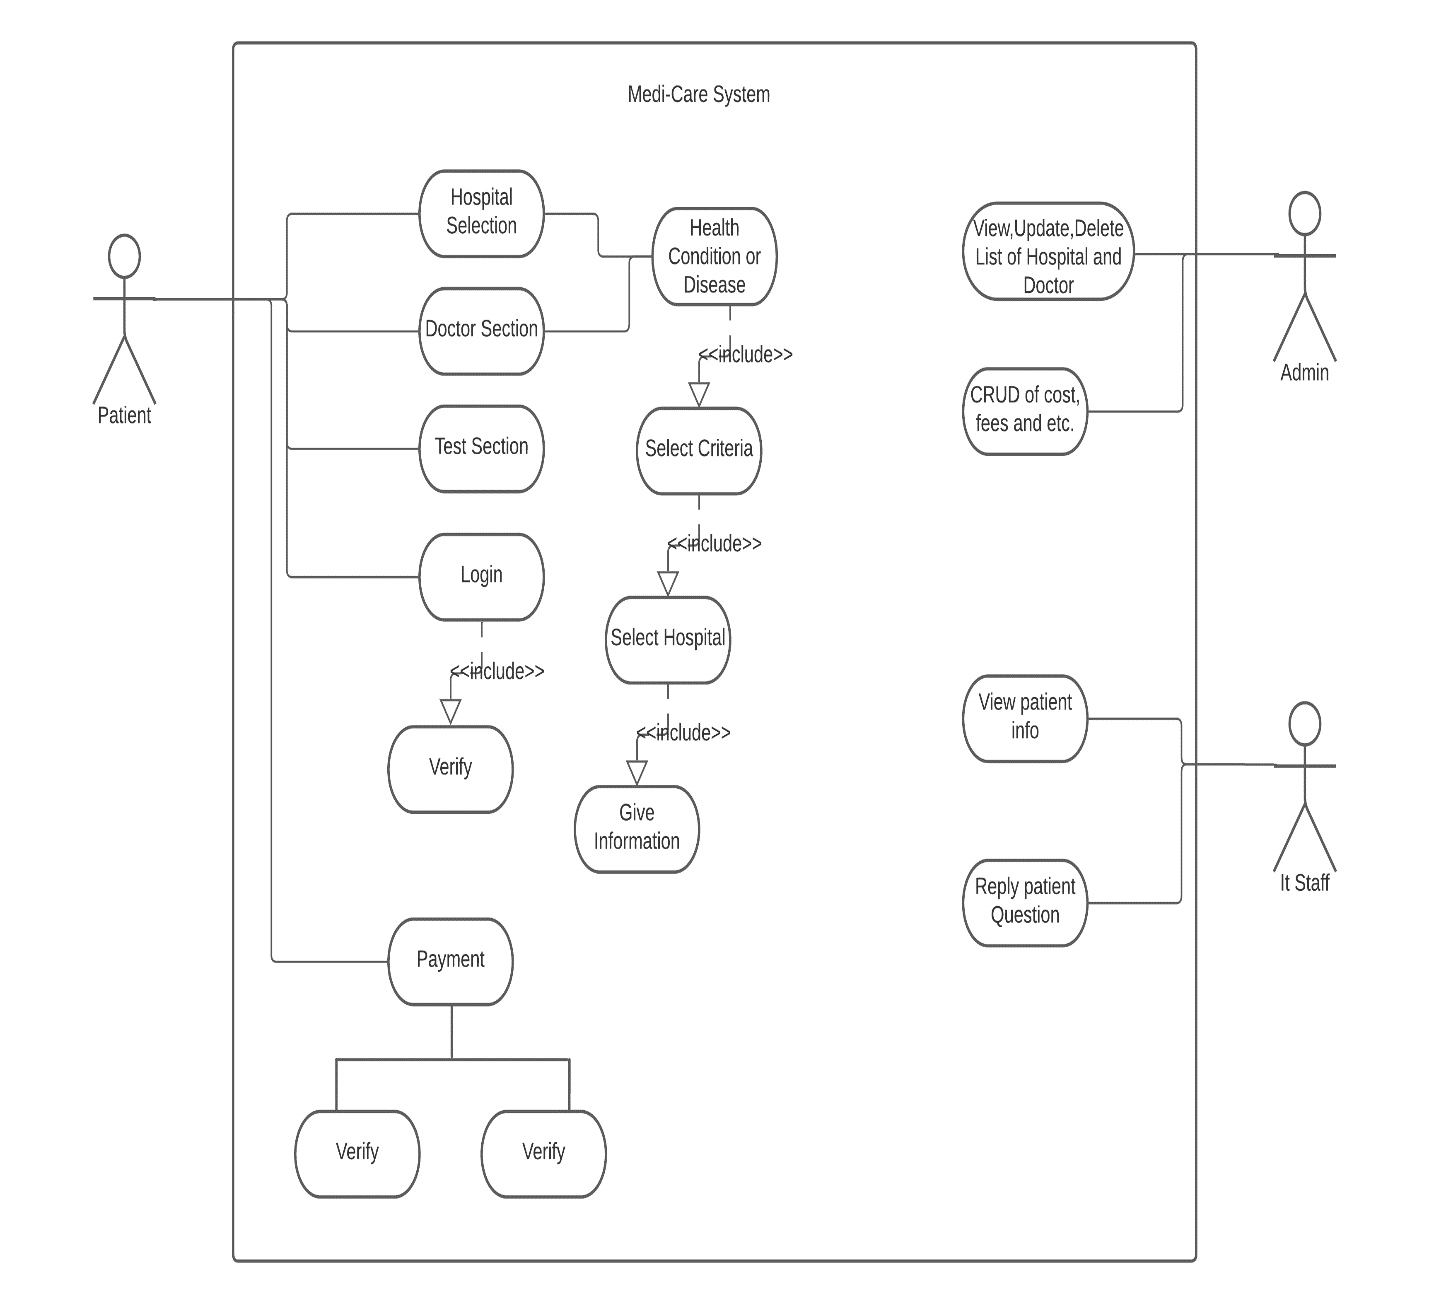 Medi-Care System
Hospital
Selection
Health
Condition or
Disease
View,Update,Delete
List of Hospital and
Doctor
Doctor Section
<<include>>
Admin
Patient
CRUD of cost,
fees and etc.
Test Section
Select Criteria
<<include>>
Login
Select Hospital
<<include>>
View patient
info
<<include>>
Verify
Give
Information
It Staff
Reply patient
Question
Payment
Verify
Verify